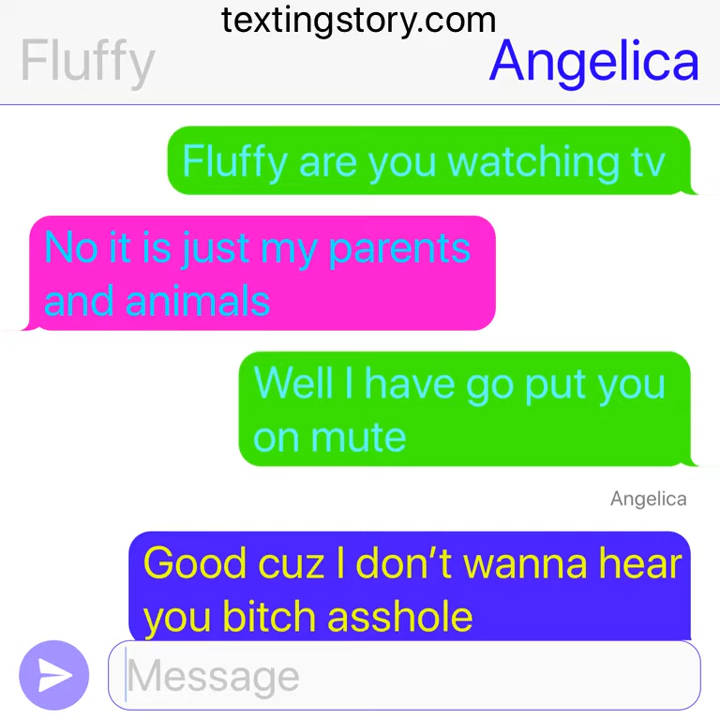 textingstory.com
Fluffy
Angelica
Fluffy are you watching tv
No it is just my parents
and animals
Well I have go put you
on mute
Angelica
Good cuz I don't wanna hear
you bitch asshole
Message